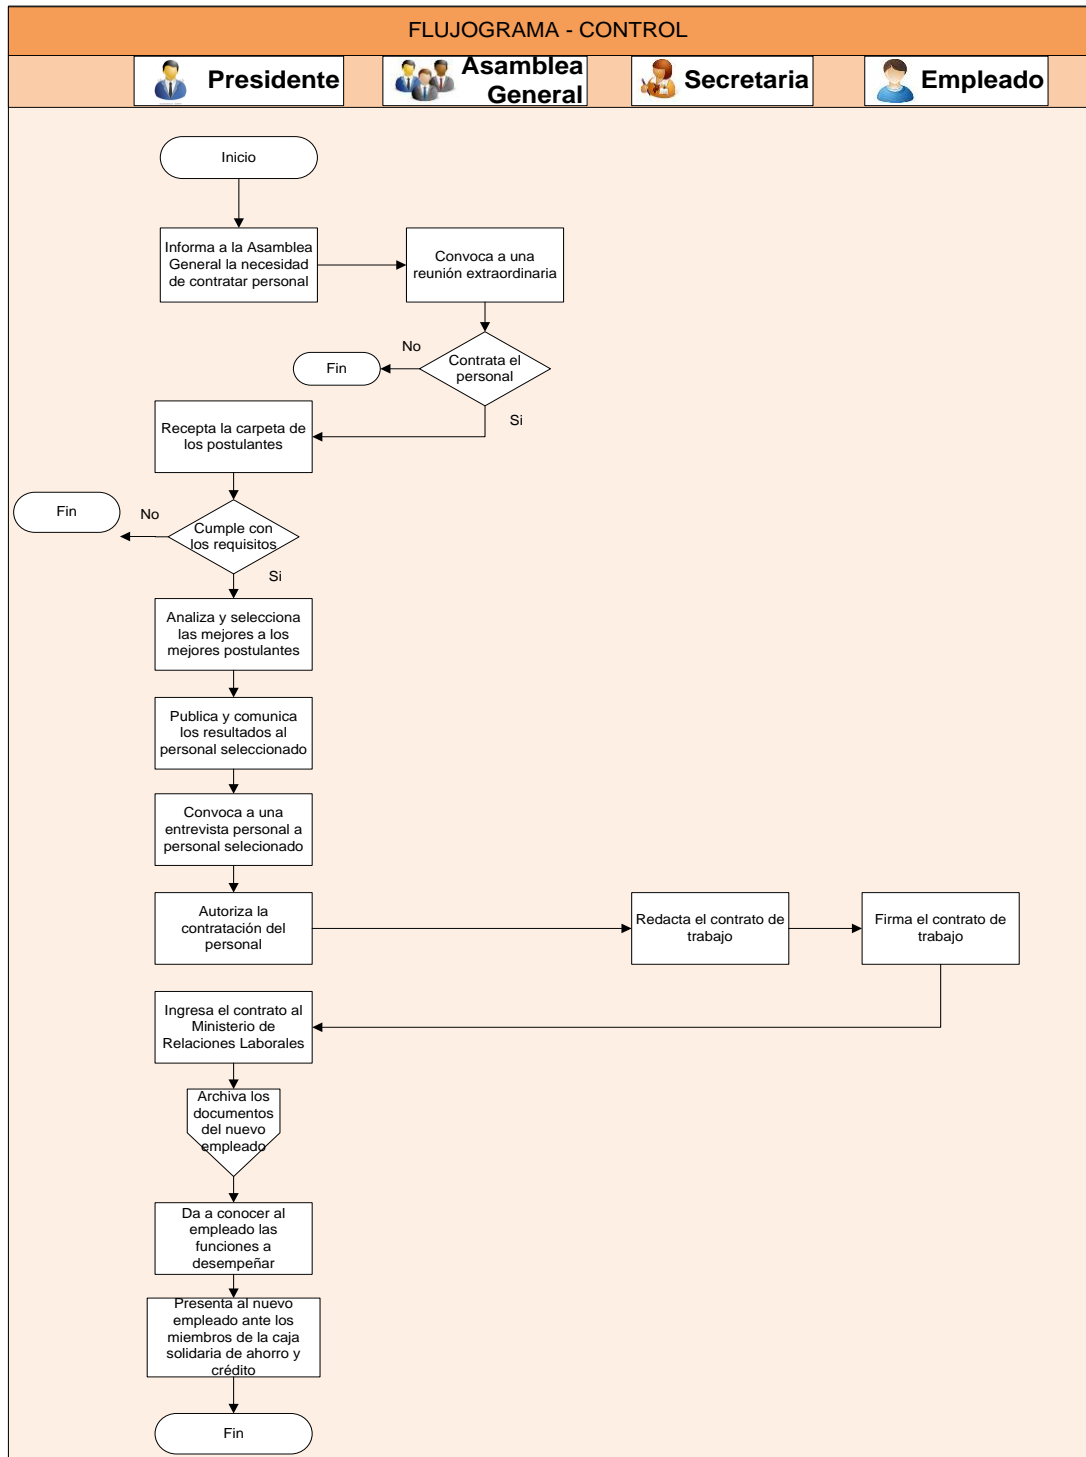 FLUJOGRAMA - CONTROL
Presidente
Asamblea
General
Secretaria
Empleado
Inicio
Informa a la Asamblea
General la necesidad
de contratar personal
Convoca a una
reunión extraordinaria
Contrata el
personal
No
Fin
Si
Recepta la carpeta de
los postulantes
Cumple con
los requisitos
No
Fin
Si
Analiza y selecciona
las mejores a los
mejores postulantes
Publica y comunica
los resultados al
personal seleccionado
Convoca a una
entrevista personal a
personal selecionado
Autoriza la
contratación del
personal
Redacta el contrato de
trabajo
Firma el contrato de
trabajo
Ingresa el contrato al
Ministerio de
Relaciones Laborales
Archiva los
documentos
del nuevo
empleado
Da a conocer al
empleado las
funciones a
desempeñar
Presenta al nuevo
empleado ante los
miembros de la caja
solidaria de ahorro y
crédito
Fin